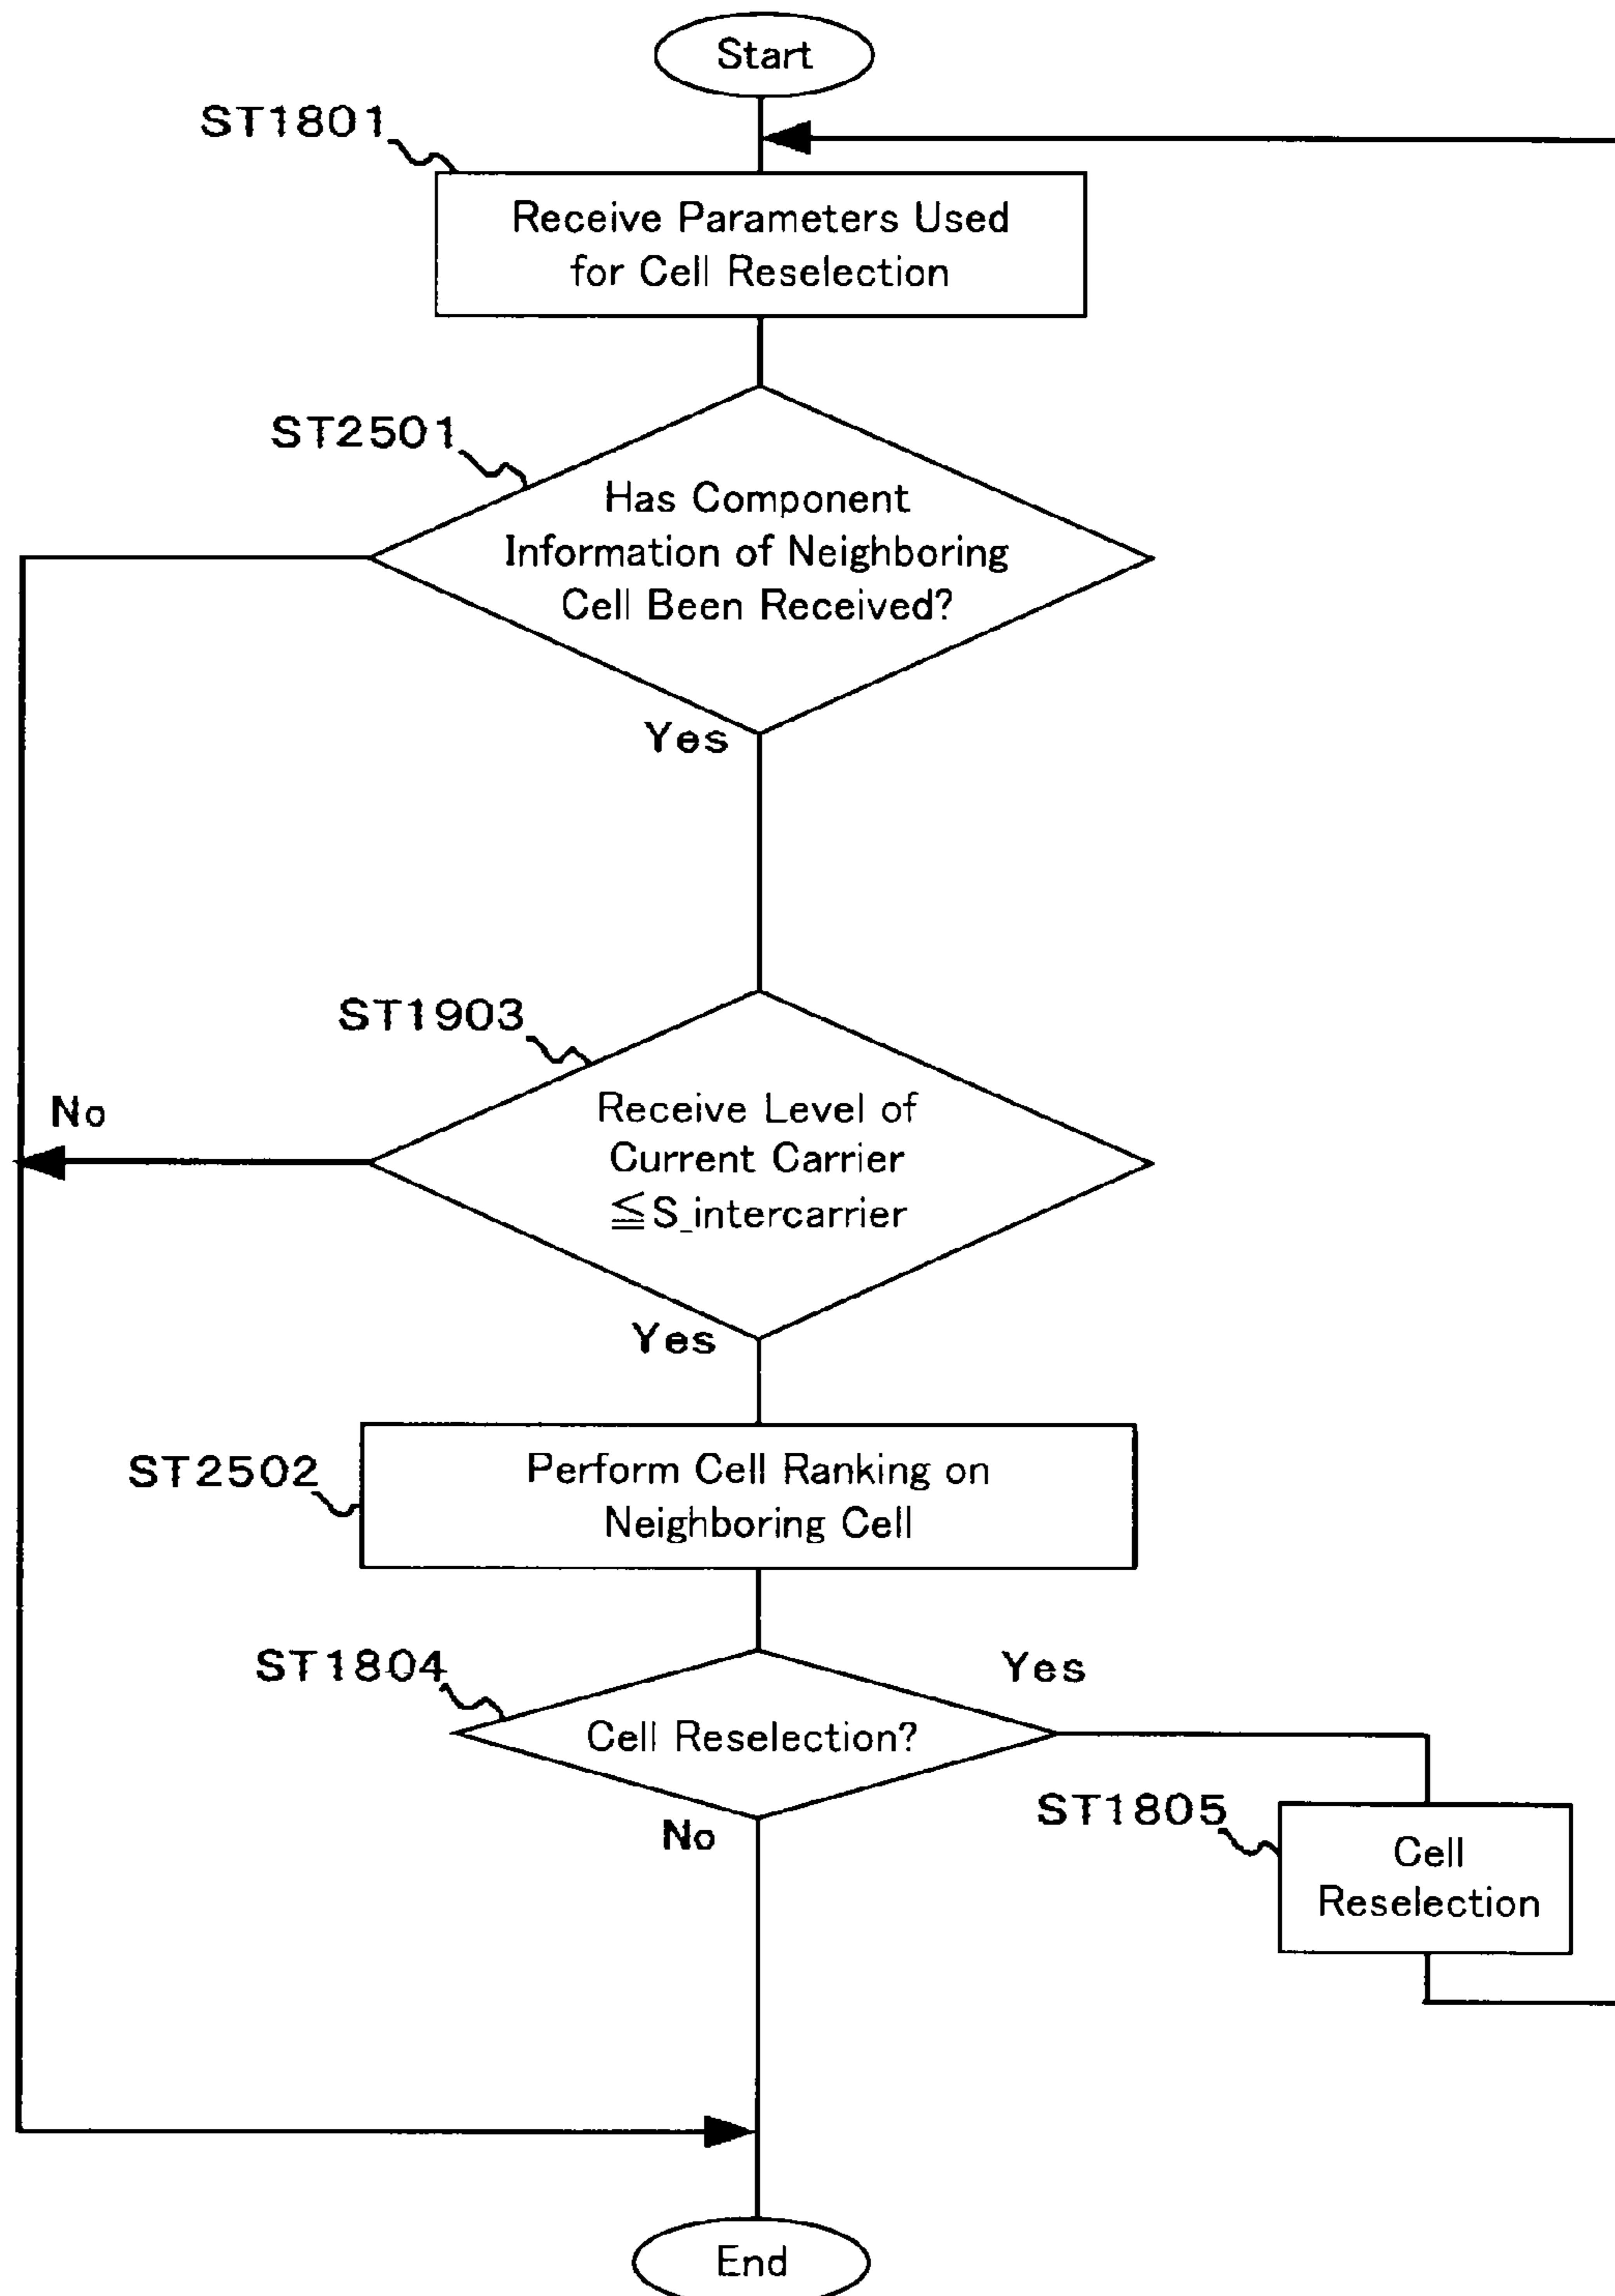 Start
ST1801
Receive Parameters Used
for Cell Reselection
ST2501
Has Component
Information of Neighboring
Cell Been Received?
Yes
ST1903
No
Receive Level of
Current Carrier
≦S_intercarrier
Yes
ST2502
Perform Cell Ranking on
Neighboring Cell
ST1804
Yes
Cell Reselection?
ST1805
No
Cell
Reselection
End